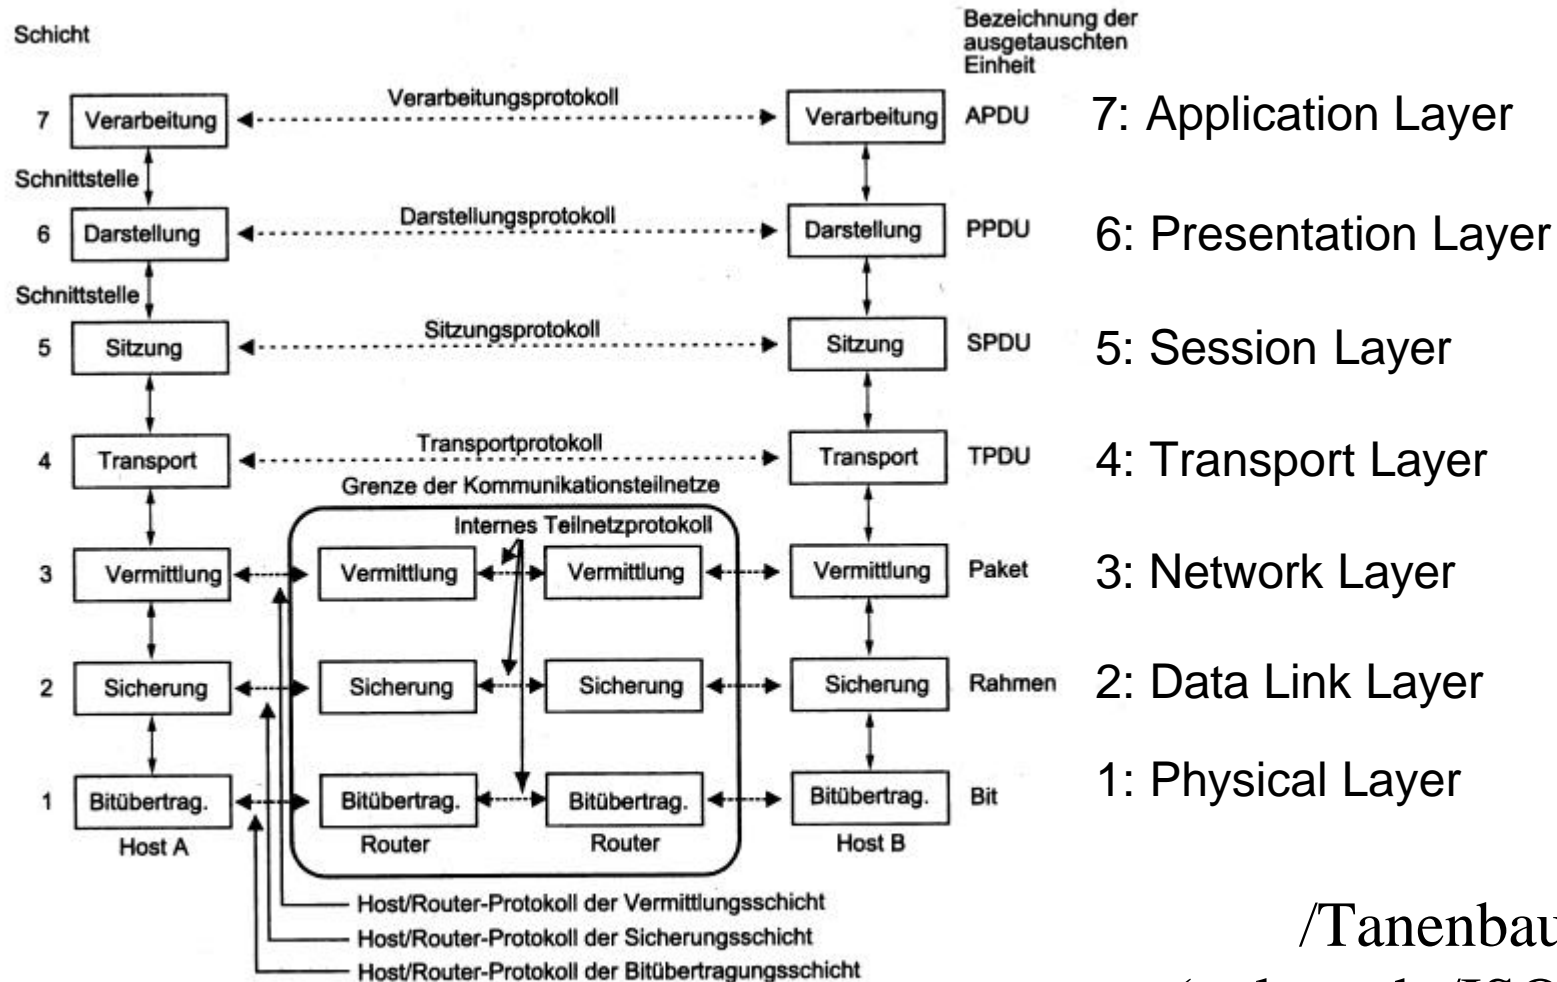 Schicht
Bezeichnung der
ausgetauschten
Einheit
7 Verarbeitung Verarbeitungsprotokoll Verarbeitung APDU 7: Application Layer
Schnittstelle
6 Darstellung Darstellungsprotokoll Darstellung PPDU 6: Presentation Layer
Schnittstelle
5 Sitzung Sitzungsprotokoll Sitzung SPDU 5: Session Layer
4 Transport Transportprotokoll Transport TPDU 4: Transport Layer
Grenze der Kommunikationsteilnetze
Internes Teilnetzprotokoll
3 Vermittlung Vermittlung Vermittlung Vermittlung Paket 3: Network Layer
2 Sicherung Sicherung Sicherung Sicherung Rahmen 2: Data Link Layer
1 Bitübertrag. Bitübertrag. Bitübertrag. Bitübertrag. Bit 1: Physical Layer
Host A Router Router Host B
Host/Router-Protokoll der Vermittlungsschicht
Host/Router-Protokoll der Sicherungsschicht
Host/Router-Protokoll der Bitübertragungsschicht
/Tanenbau